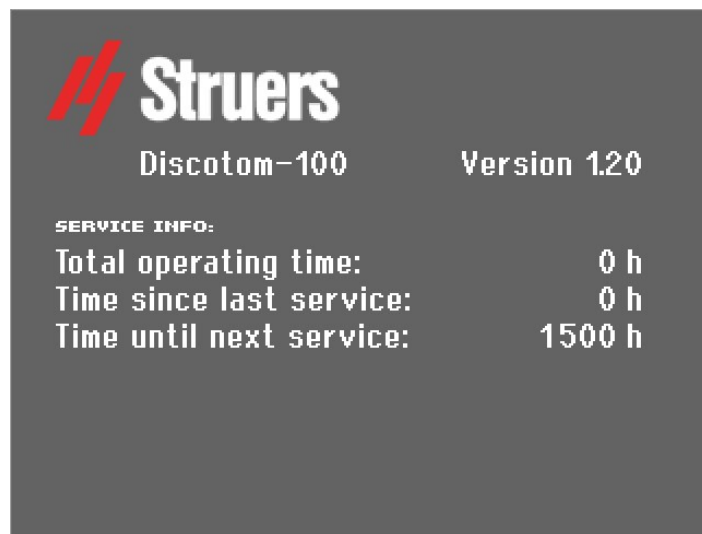 Struers
Discotom-100 Version 1.20
SERVICE INFO:
Total operating time: 0 h
Time since last service: 0 h
Time until next service: 1500 h